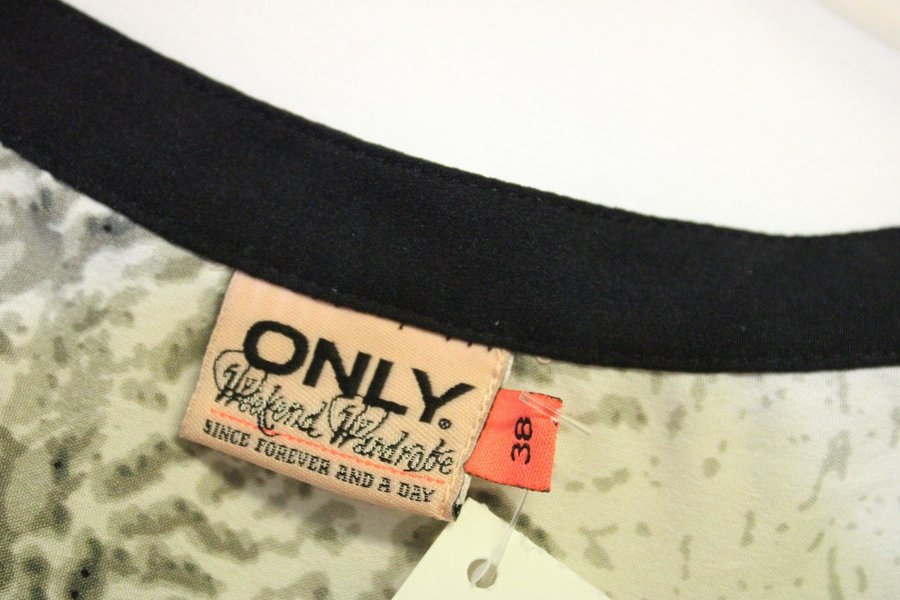 ONLY®
Weekend Wardrobe
SINCE FOREVER AND A DAY
38